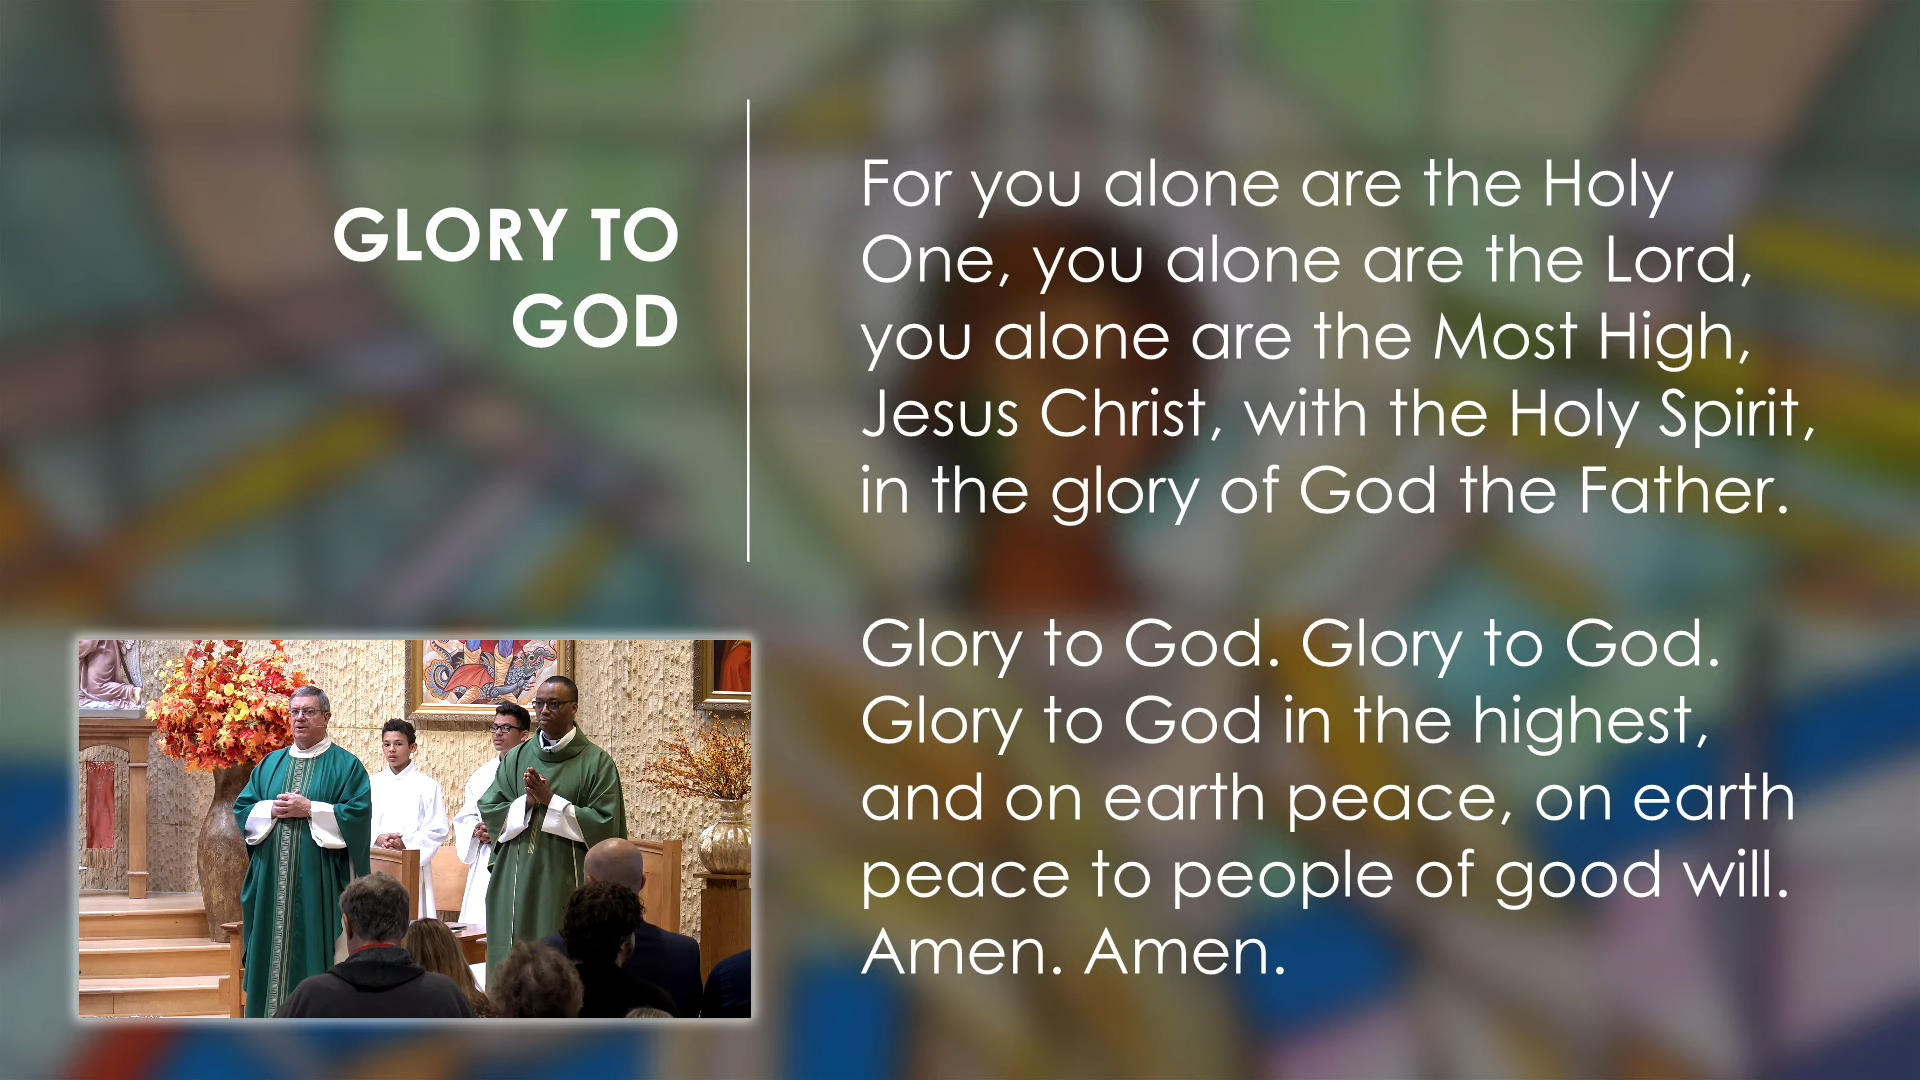 GLORY TO
GOD
For you alone are the Holy
One, you alone are the Lord,
you alone are the Most High,
Jesus Christ, with the Holy Spirit,
in the glory of God the Father.
Glory to God. Glory to God.
Glory to God in the highest,
and on earth peace, on earth
peace to people of good will.
Amen. Amen.